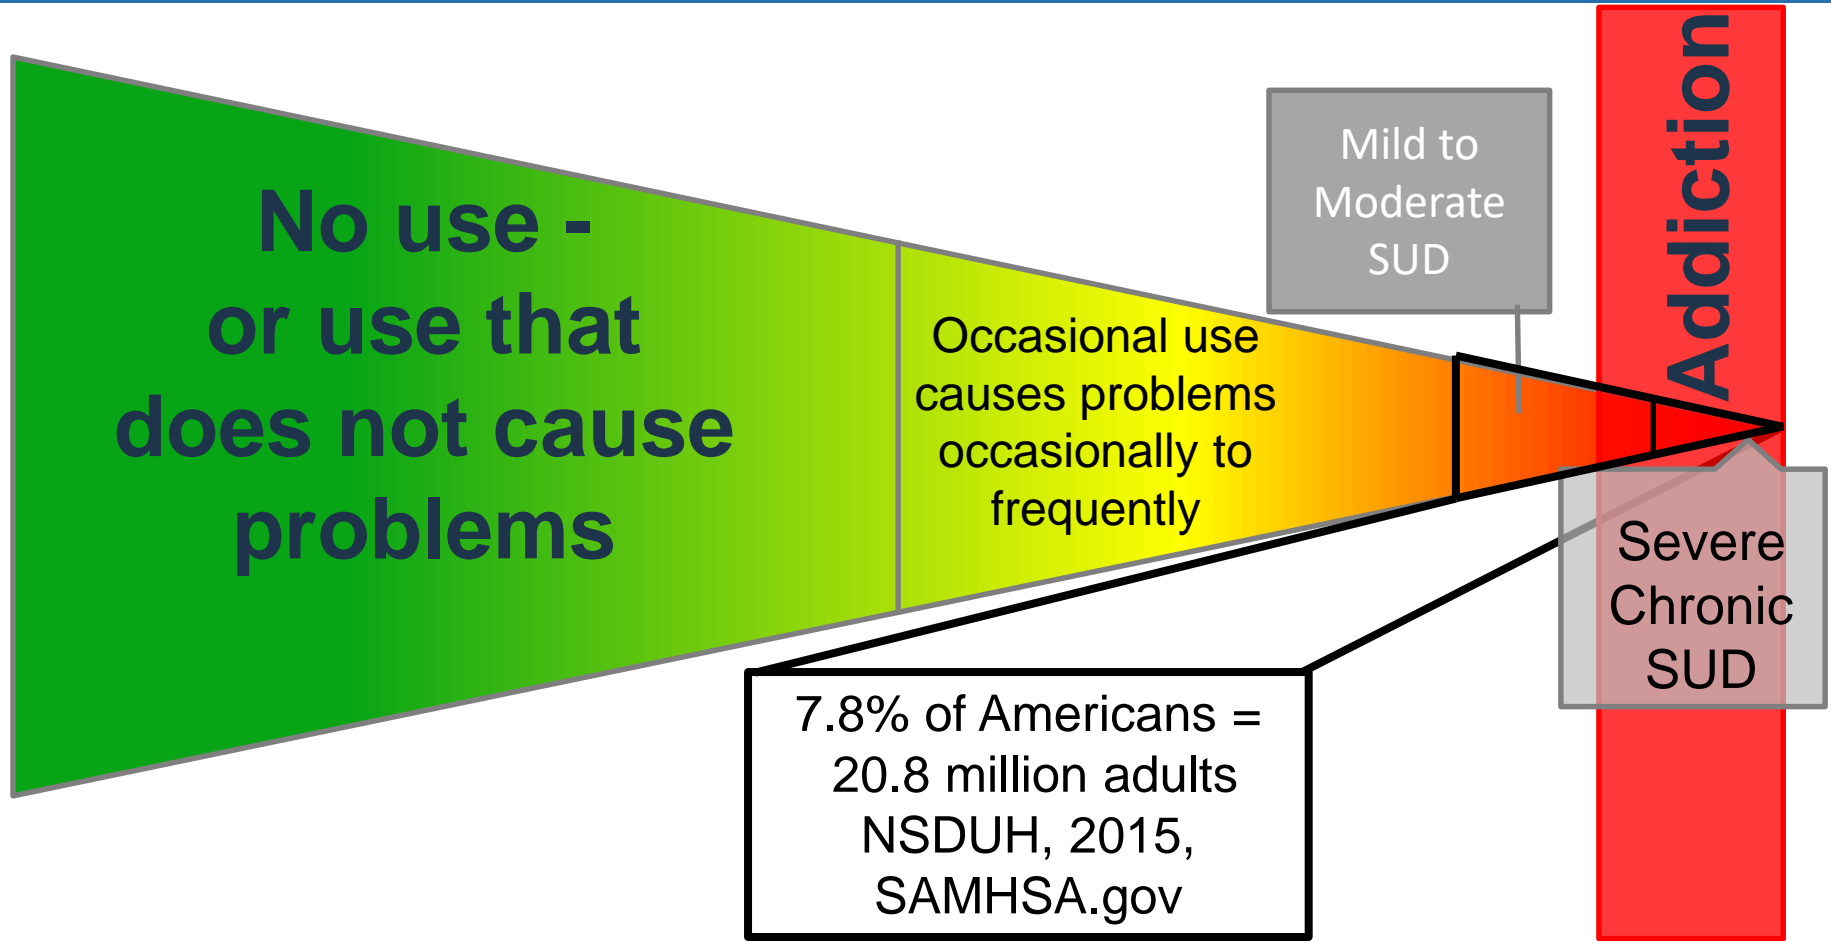 No use -
or use that
does not cause
problems
Occasional use
causes problems
occasionally to
frequently
Mild to
Moderate
SUD
Addiction
Severe
Chronic
SUD
7.8% of Americans =
20.8 million adults
NSDUH, 2015,
SAMHSA.gov